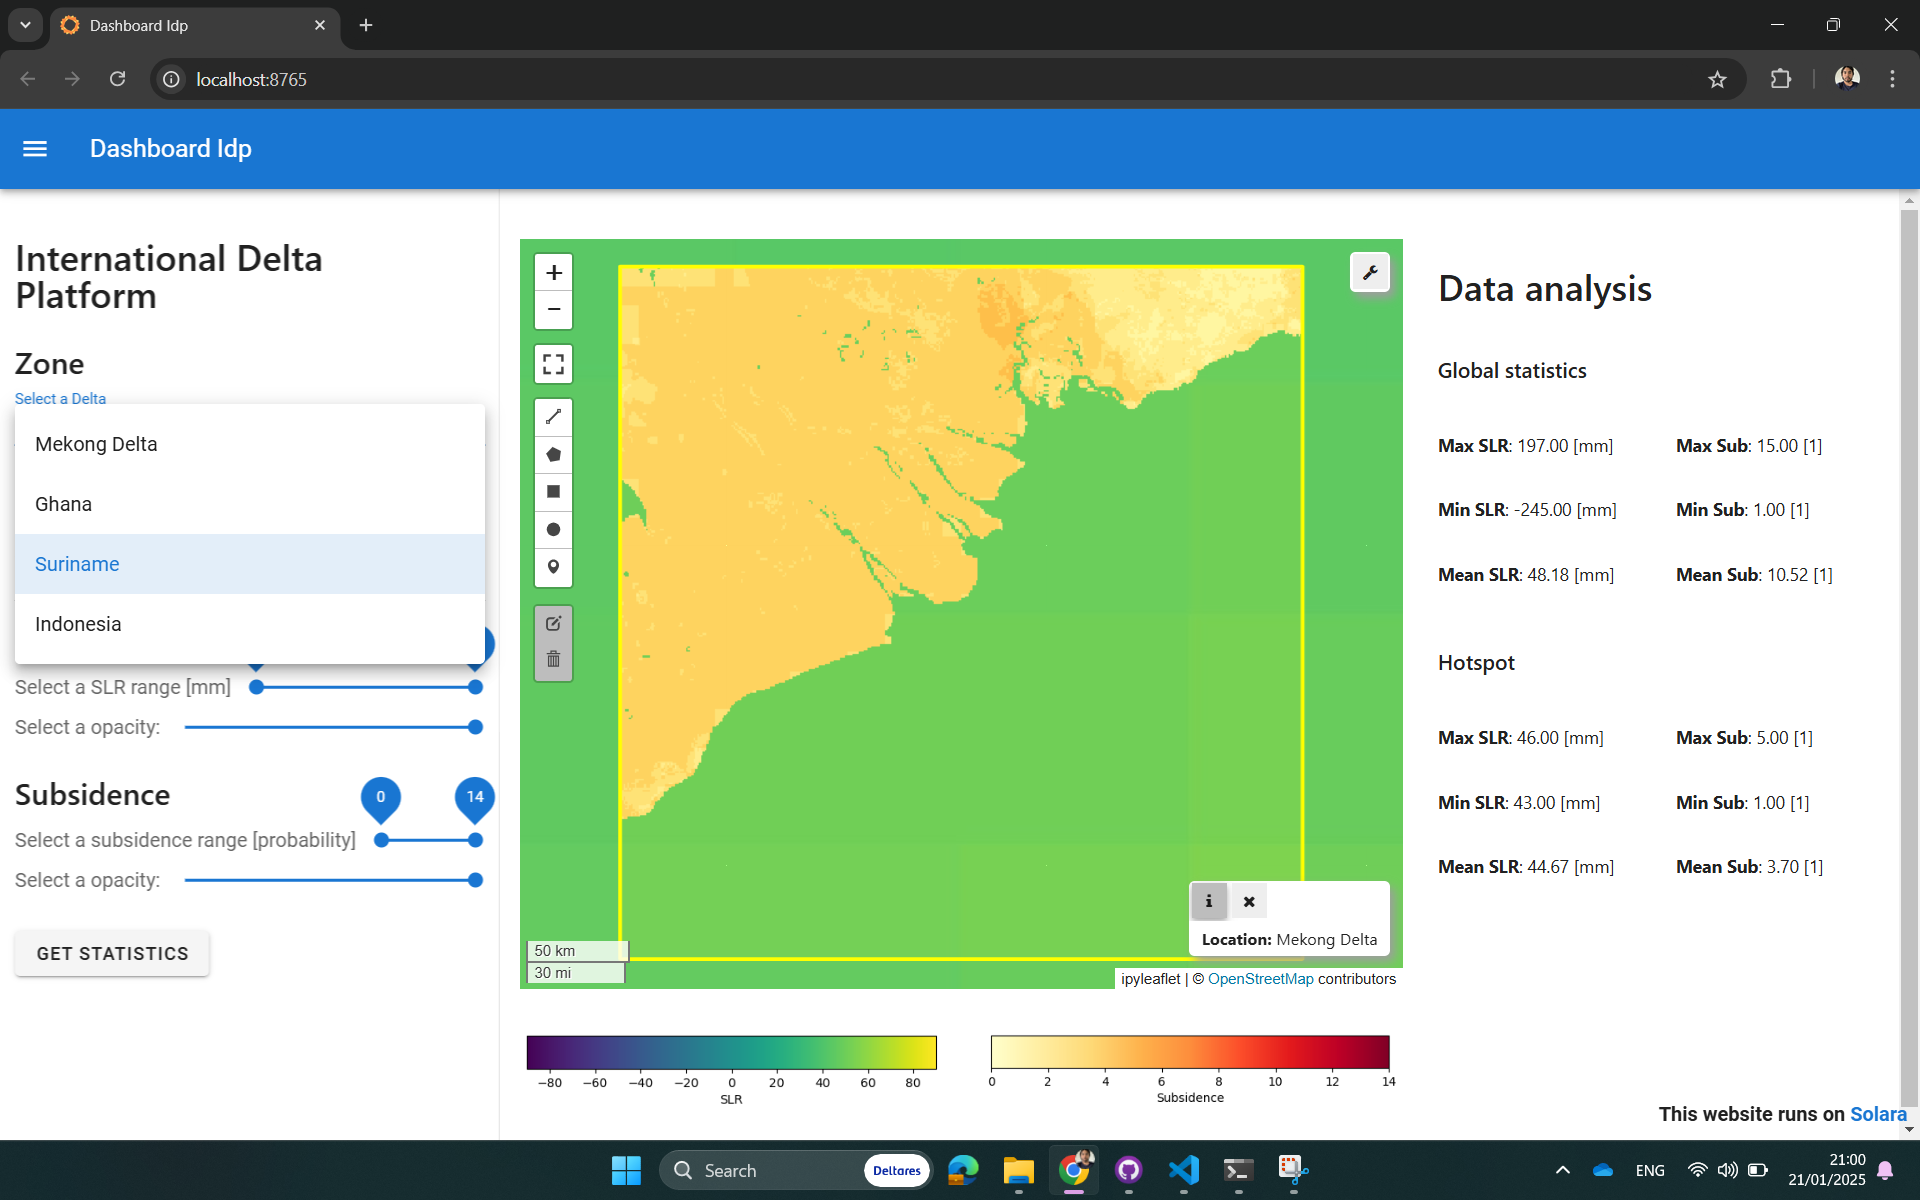 Dashboard Idp
localhost:8765
Dashboard Idp
International Delta
Platform
Zone
Select a Delta
Mekong Delta
Ghana
Suriname
Indonesia
Select a SLR range [mm]
Select a opacity:
Subsidence
0
14
Select a subsidence range [probability]
Select a opacity:
GET STATISTICS
+
−
50 km
30 mi
Location: Mekong Delta
ipyleaflet | © OpenStreetMap contributors
−80 −60 −40 −20 0 20 40 60 80
SLR
0 2 4 6 8 10 12 14
Subsidence
Data analysis
Global statistics
Max SLR: 197.00 [mm] Max Sub: 15.00 [1]
Min SLR: -245.00 [mm] Min Sub: 1.00 [1]
Mean SLR: 48.18 [mm] Mean Sub: 10.52 [1]
Hotspot
Max SLR: 46.00 [mm] Max Sub: 5.00 [1]
Min SLR: 43.00 [mm] Min Sub: 1.00 [1]
Mean SLR: 44.67 [mm] Mean Sub: 3.70 [1]
This website runs on Solara
Search
Deltares
ENG
21:00
21/01/2025